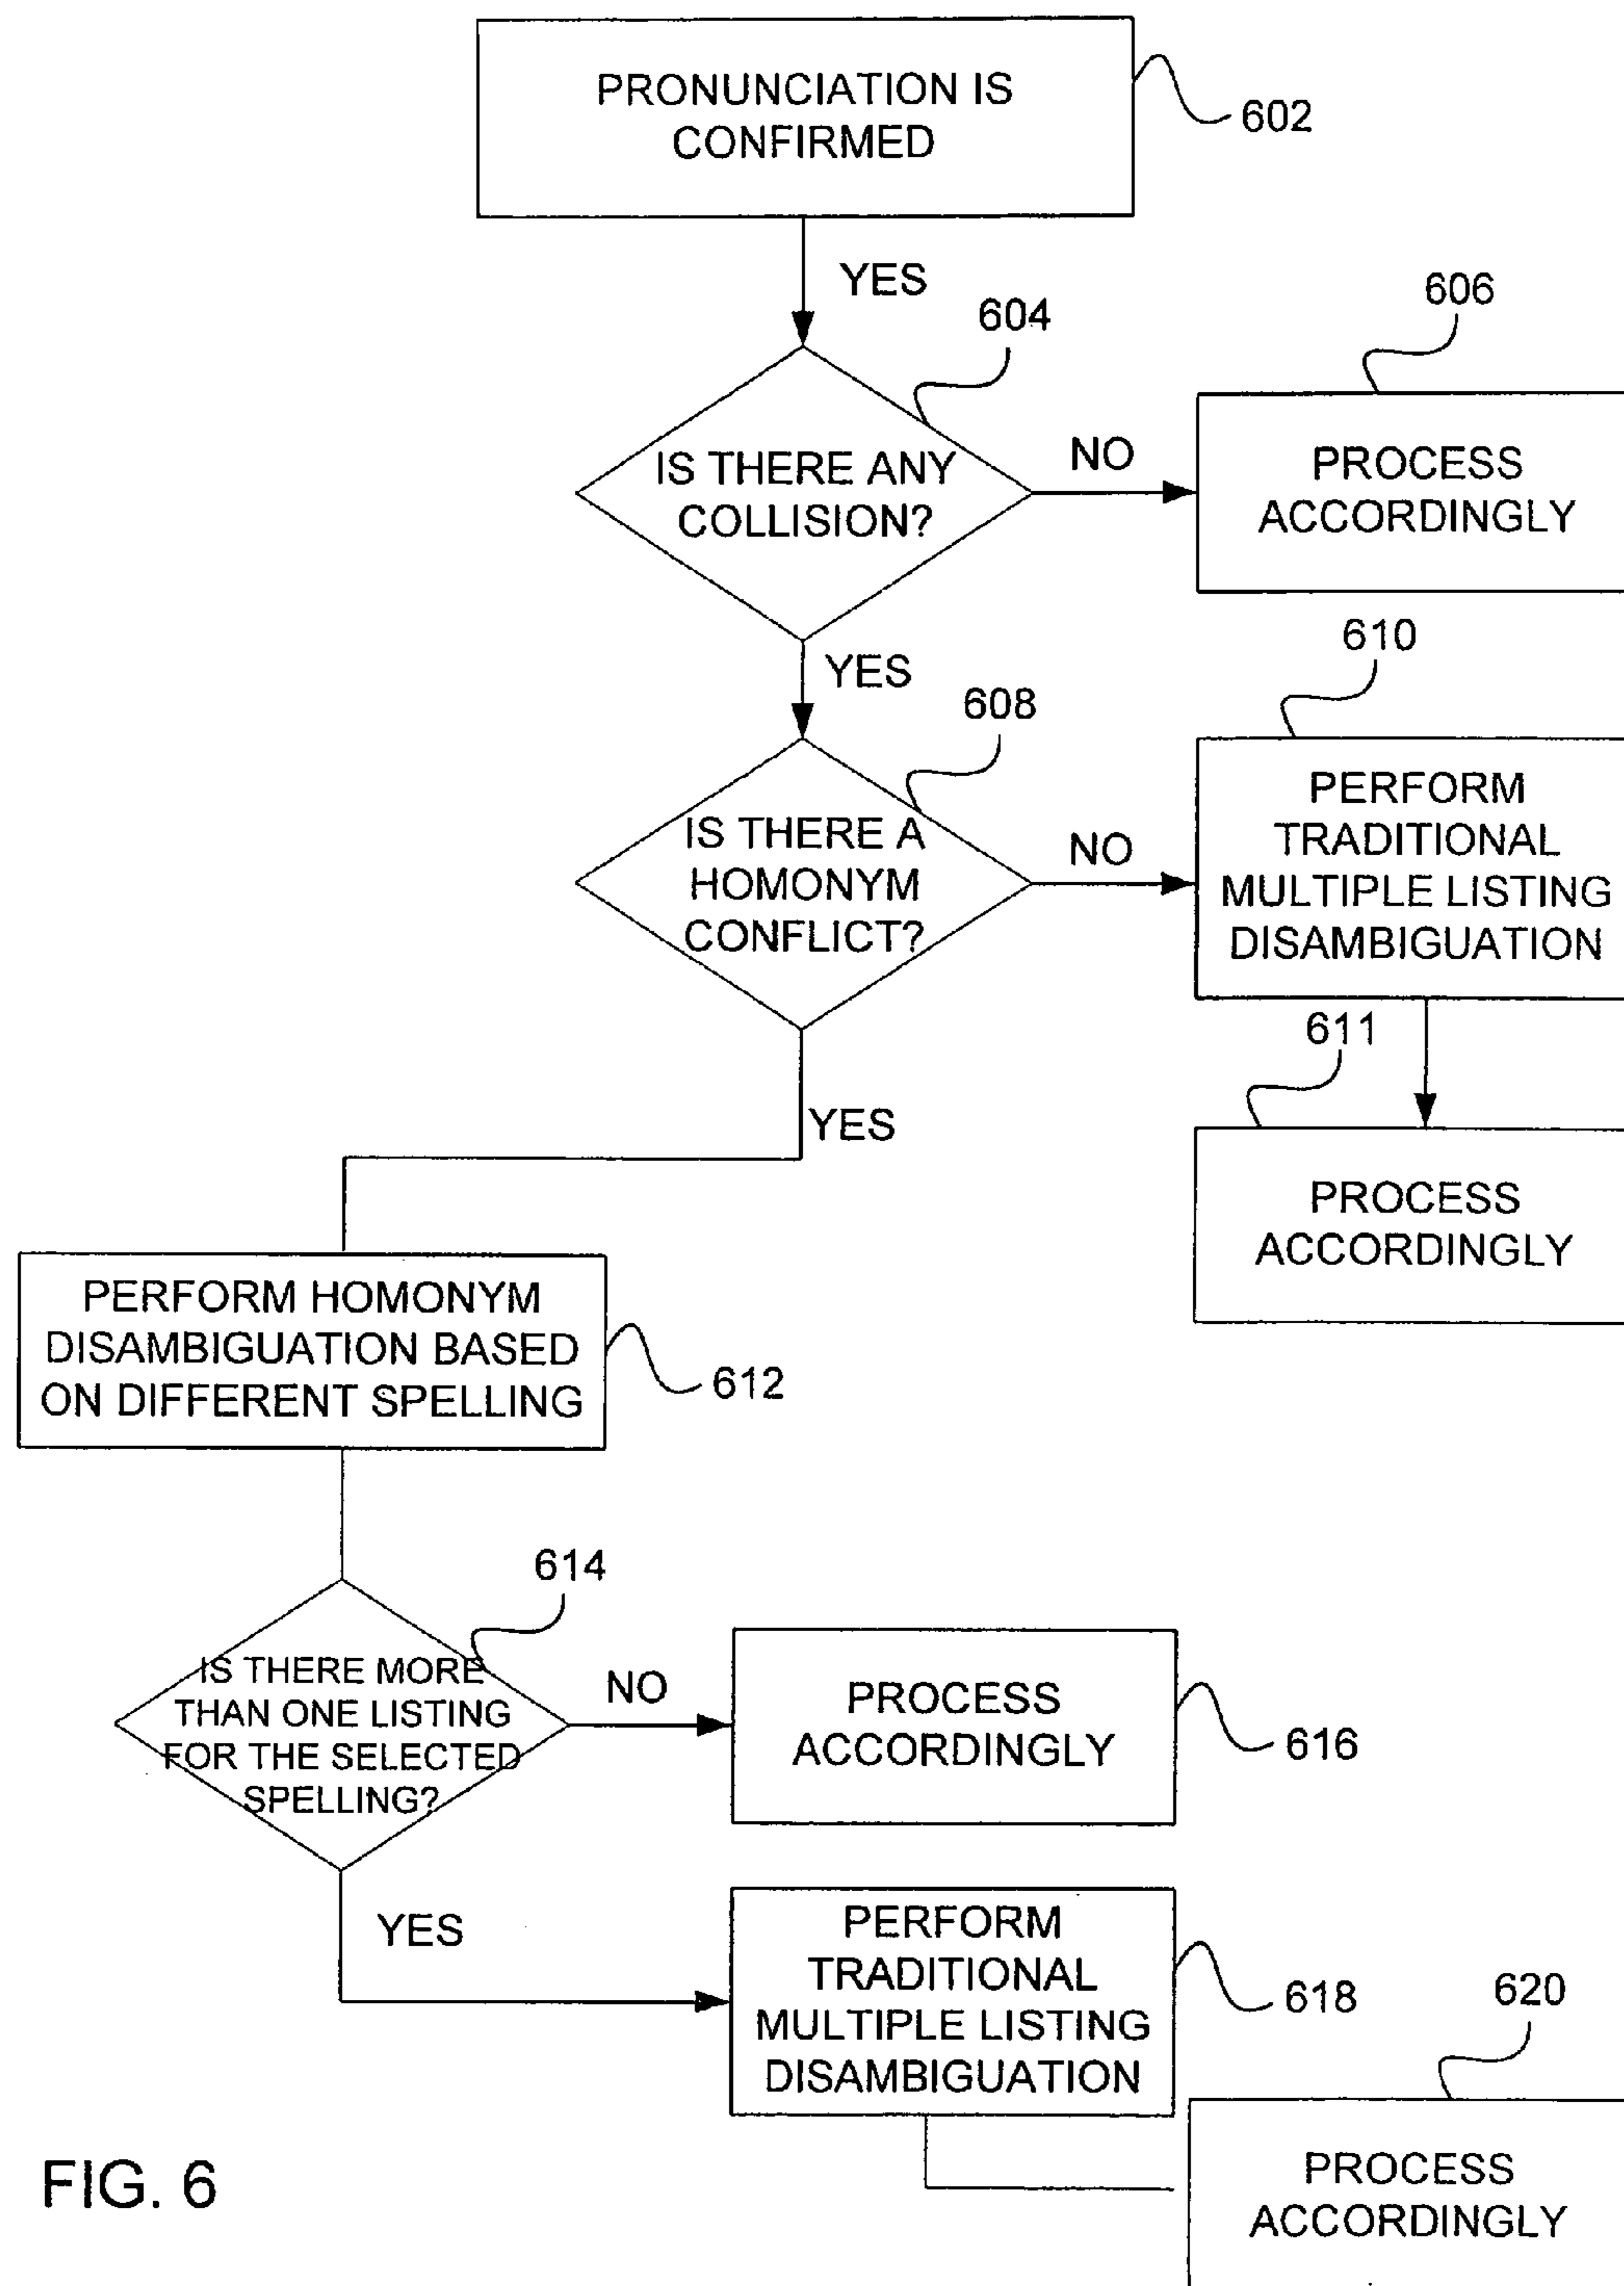 PRONUNCIATION IS
CONFIRMED
602
YES
604
606
IS THERE ANY
COLLISION?
NO
PROCESS
ACCORDINGLY
YES
608
610
IS THERE A
HOMONYM
CONFLICT?
NO
PERFORM
TRADITIONAL
MULTIPLE LISTING
DISAMBIGUATION
611
YES
PROCESS
ACCORDINGLY
PERFORM HOMONYM
DISAMBIGUATION BASED
ON DIFFERENT SPELLING
612
614
IS THERE MORE
THAN ONE LISTING
FOR THE SELECTED
SPELLING?
NO
PROCESS
ACCORDINGLY
616
YES
PERFORM
TRADITIONAL
MULTIPLE LISTING
DISAMBIGUATION
618
620
PROCESS
ACCORDINGLY
FIG. 6